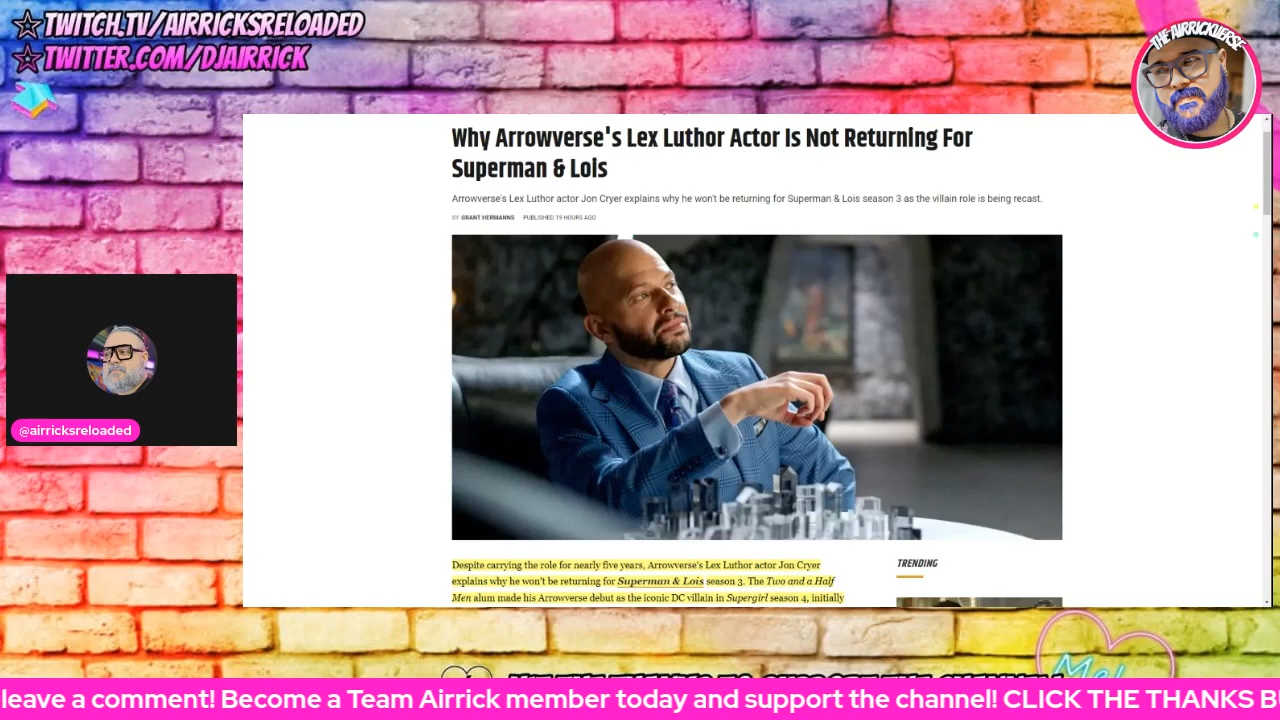 ☆TWITCH.TV/AIRRICKSRELOADED
☆TWITTER.COM/DJAIRRICK
THE AIRRICKVERSE
Why Arrowverse's Lex Luthor Actor Is Not Returning For
Superman & Lois
Arrowverse's Lex Luthor actor Jon Cryer explains why he won't be returning for Superman & Lois season 3 as the villain role is being recast.
BY GRANT HERMANNS PUBLISHED 19 HOURS AGO
@airricksreloaded
Despite carrying the role for nearly five years, Arrowverse's Lex Luthor actor Jon Cryer
explains why he won't be returning for Superman & Lois season 3. The Two and a Half
Men alum made his Arrowverse debut as the iconic DC villain in Supergirl season 4, initially
TRENDING
leave a comment! Become a Team Airrick member today and support the channel! CLICK THE THANKS B